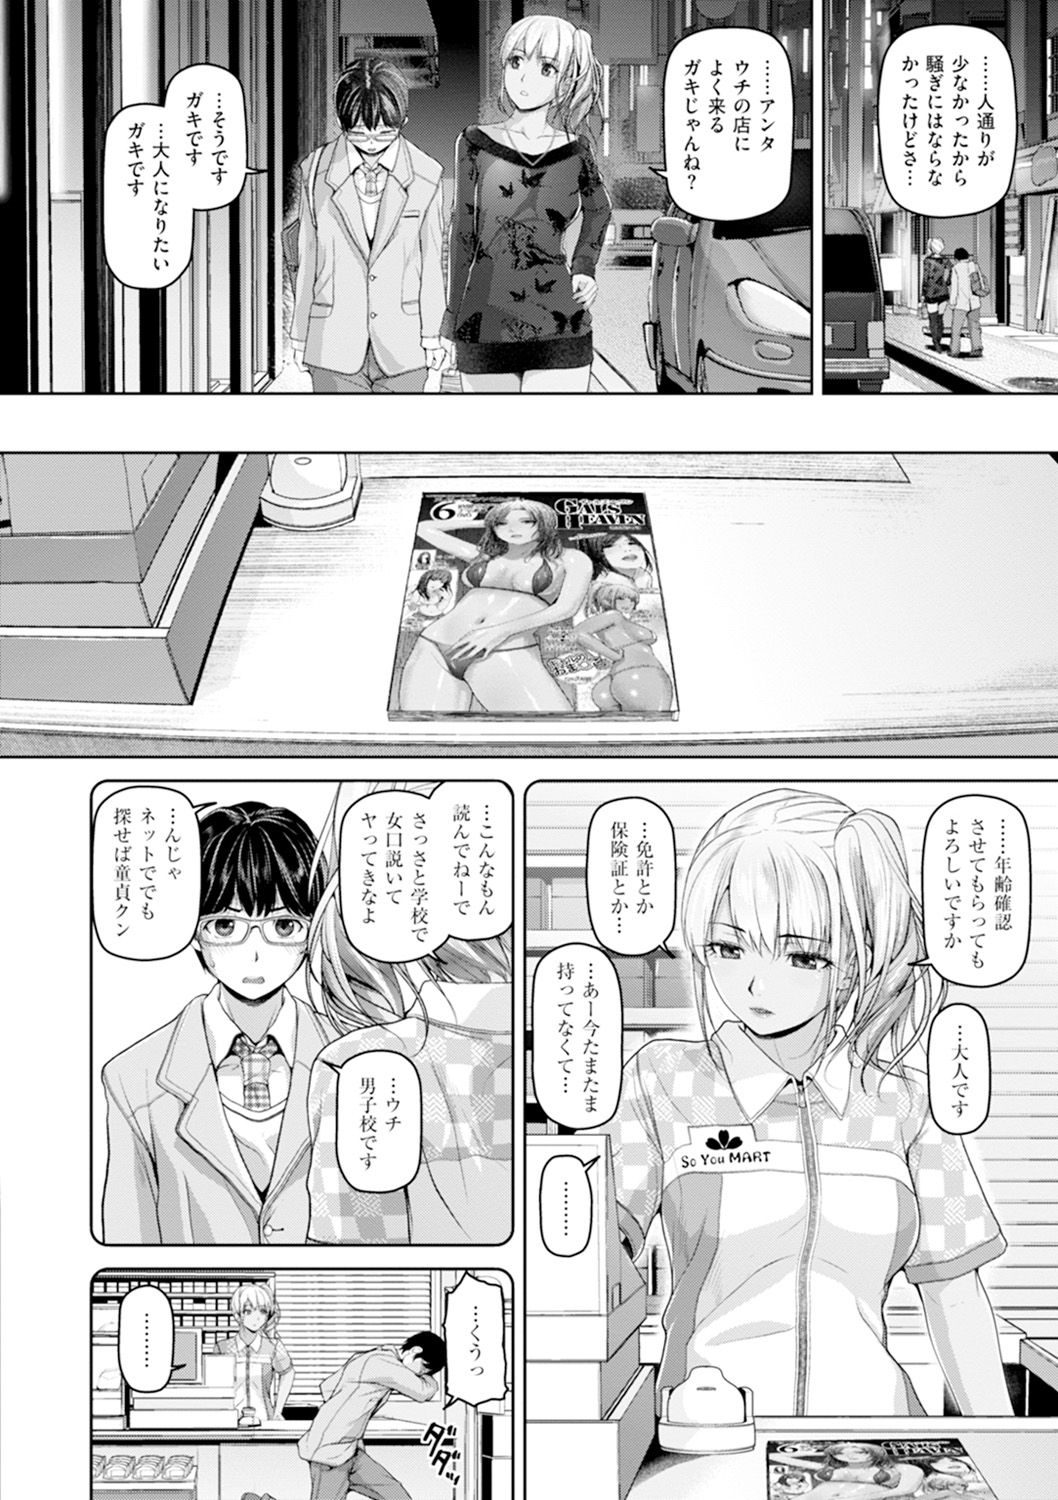 ……人通りが
少なかったから
騒ぎにはならな
かったけどさ…
……アンタ
ウチの店に
よく来る
ガキじゃんね？
…そうです
ガキです
…大人になりたい
ガキです
6
GALS
HEAVEN
……年齢確認
させてもらっても
よろしいですか
…大人です
…免許とか
保険証とか…
…あー今たまたま
持ってなくて…
………
So You MART
…こんなもん
読んでねーで
さっさと学校で
女口説いて
ヤってきなよ
…ウチ
男子校です
…んじゃ
ネットででも
探せば童貞クン
…くうっ
………
ダダッ